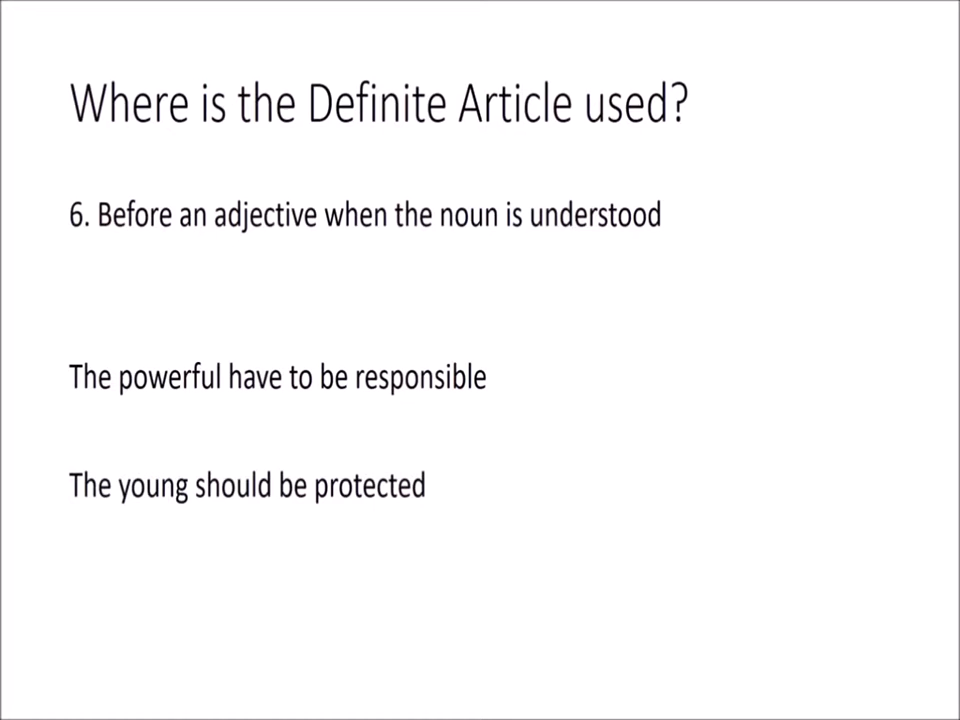 Where is the Definite Article used?
6. Before an adjective when the noun is understood
The powerful have to be responsible
The young should be protected